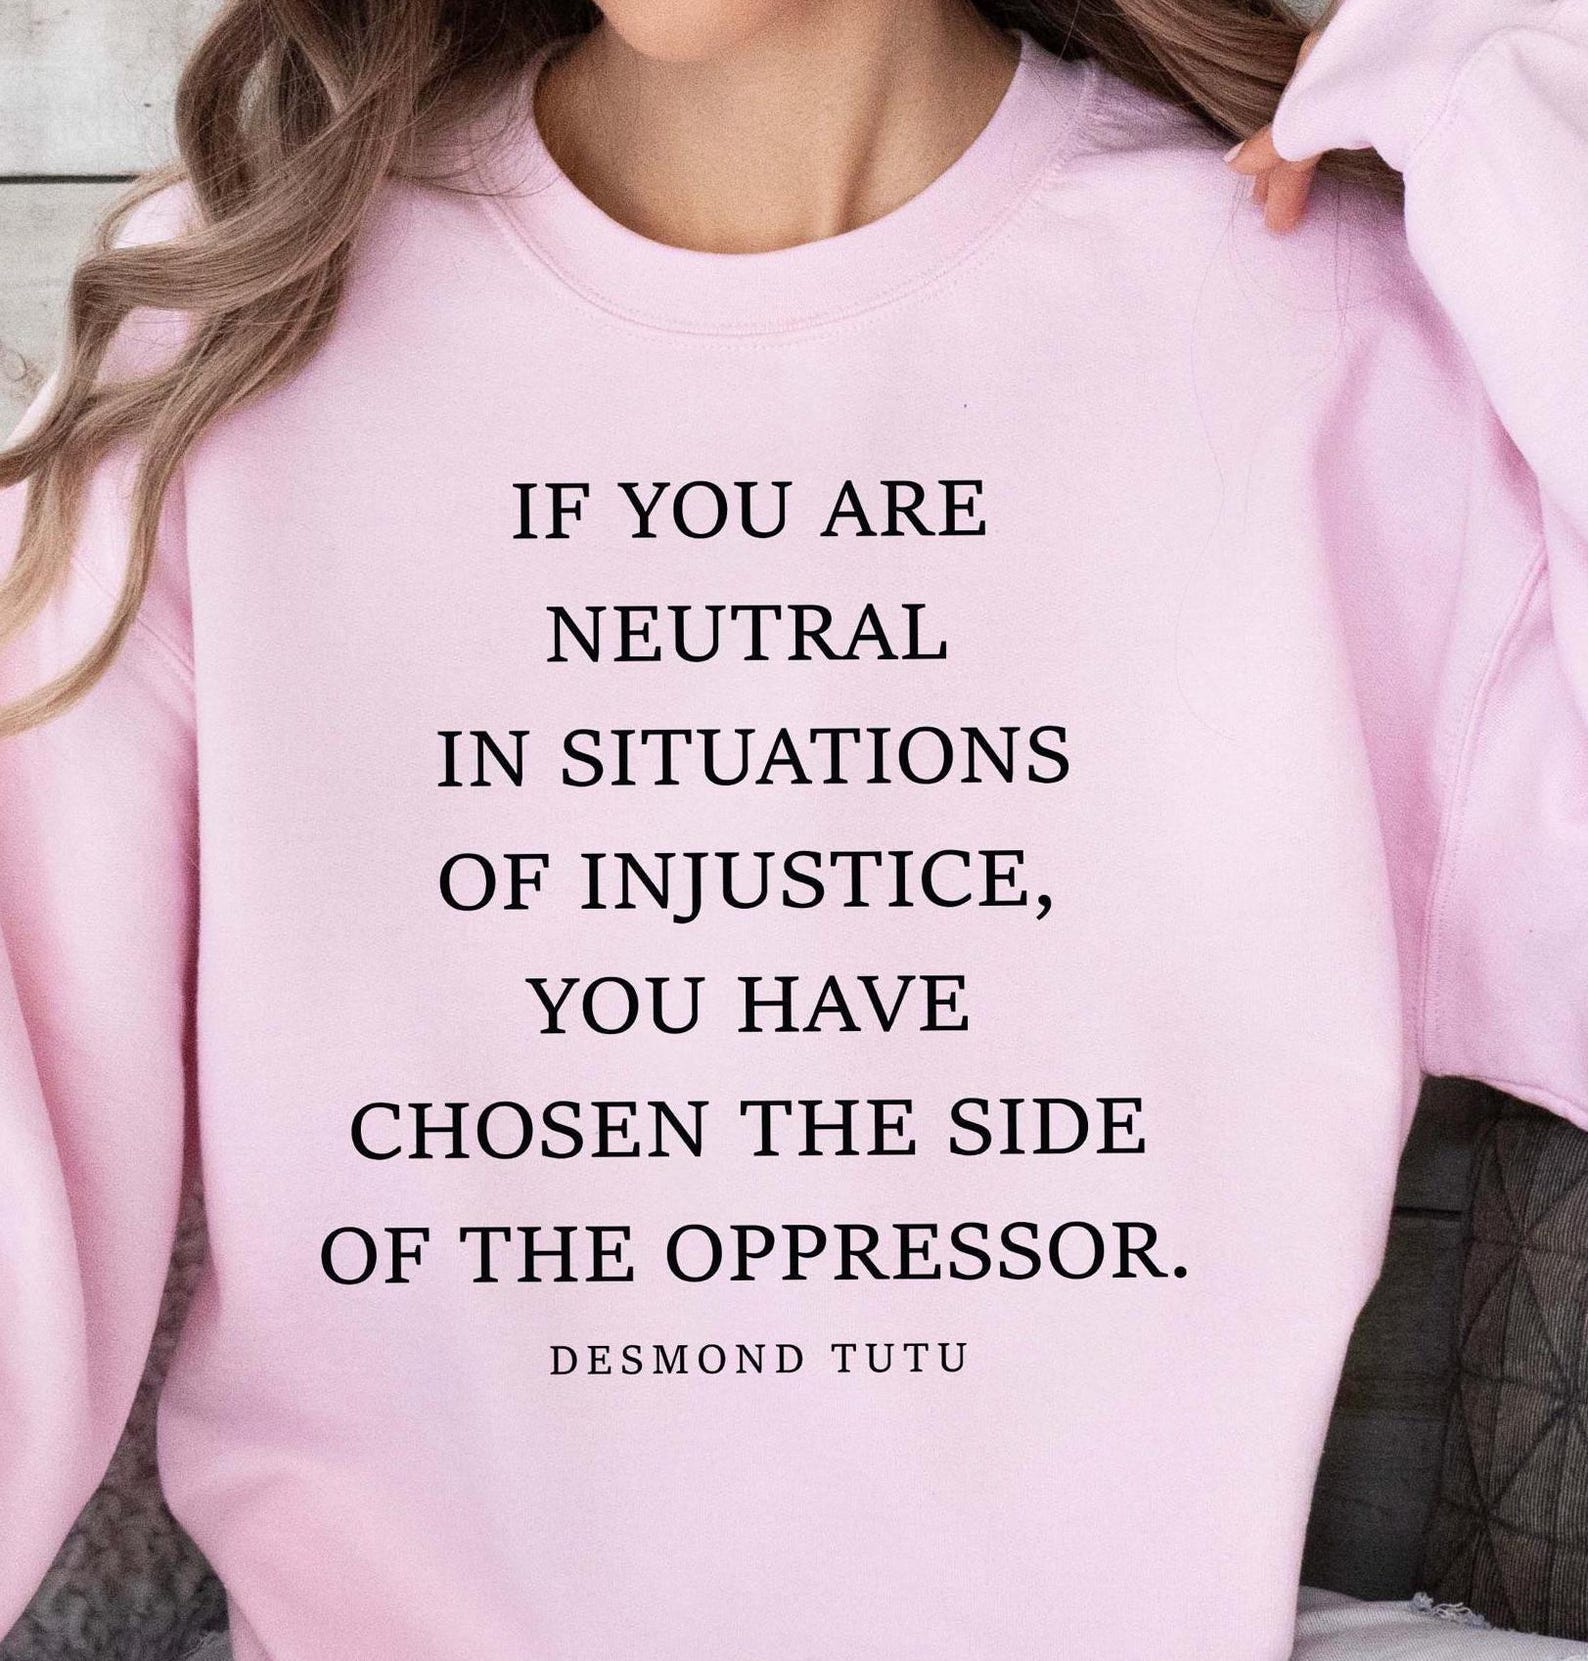 IF YOU ARE
NEUTRAL
IN SITUATIONS
OF INJUSTICE,
YOU HAVE
CHOSEN THE SIDE
OF THE OPPRESSOR.
DESMOND TUTU